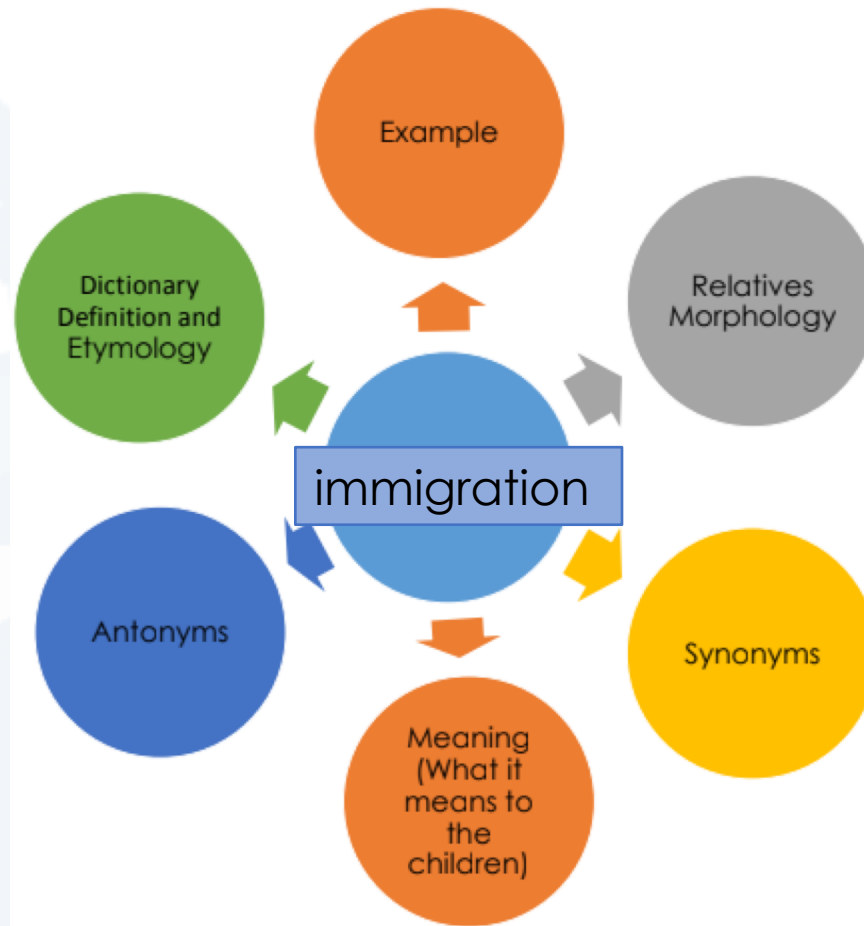 Example
Relatives
Morphology
Synonyms
Meaning
(What it
means to
the
children)
Antonyms
Dictionary
Definition and
Etymology
immigration